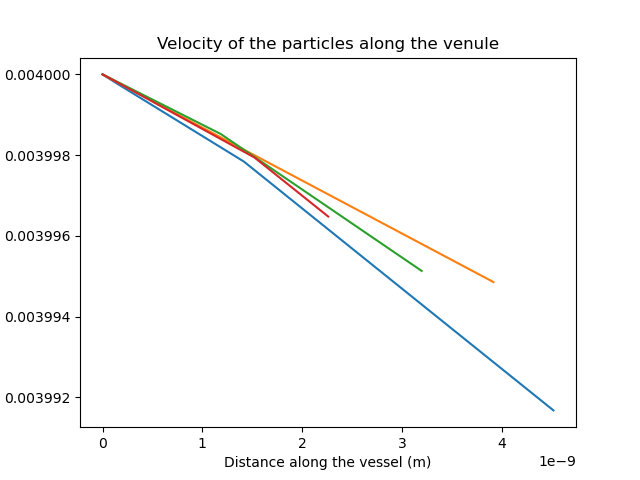 Velocity of the particles along the venule
0.004000
0.003998
0.003996
0.003994
0.003992
0 1 2 3 4
1e−9
Distance along the vessel (m)